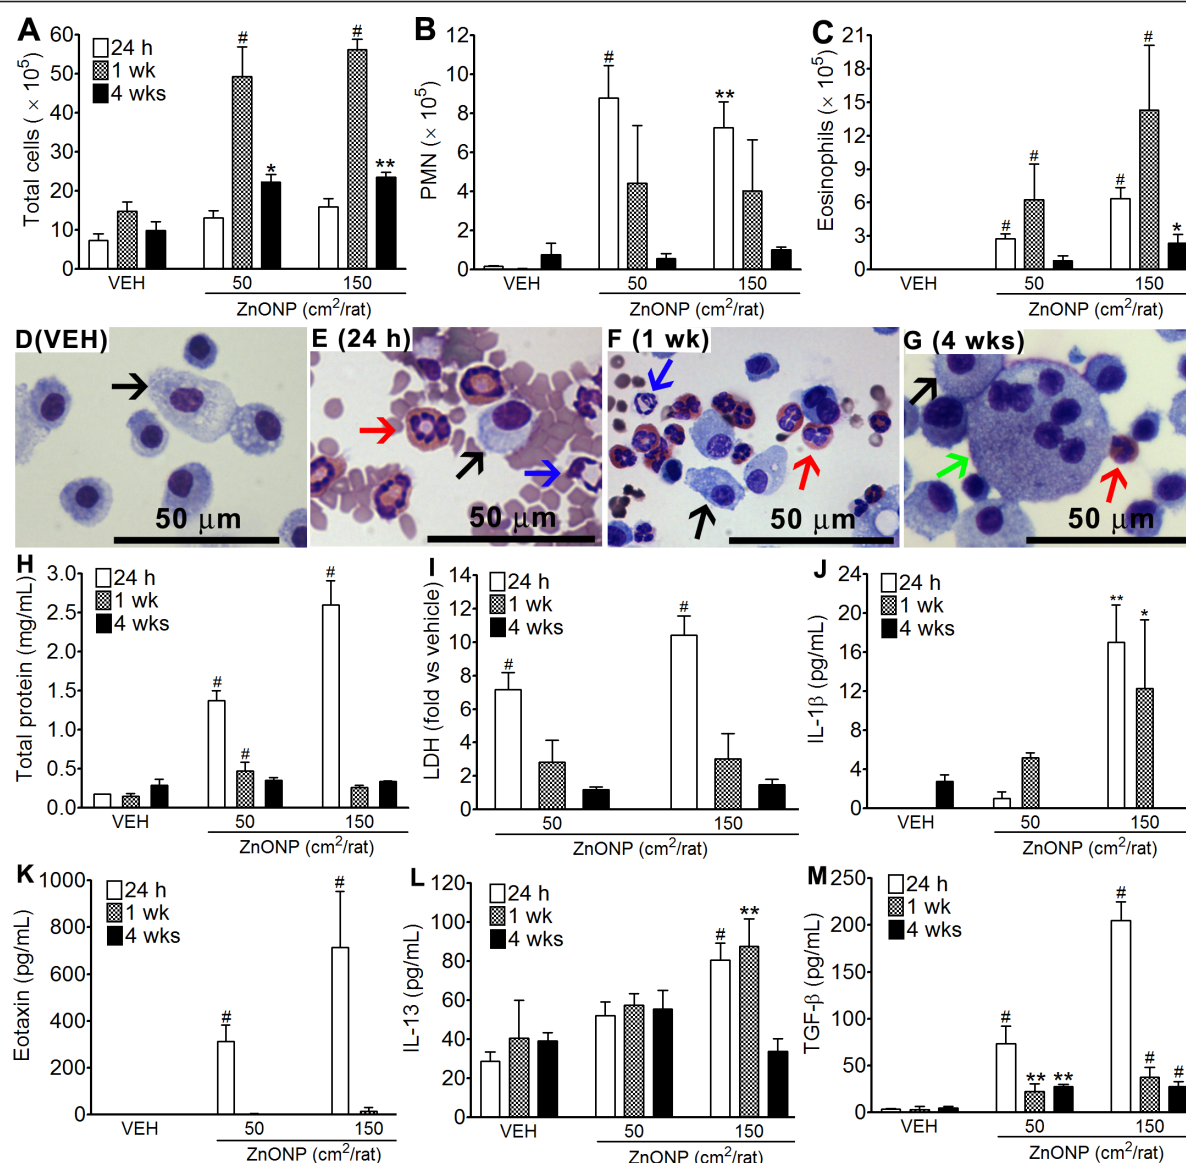 A
Total cells ( × 10⁵)
60
50
40
30
20
10
0
24 h
1 wk
4 wks
#
*
#
**
VEH
50
150
ZnONP (cm²/rat)
B
PMN (× 10⁵)
12
10
8
6
4
2
0
#
**
VEH
50
150
ZnONP (cm²/rat)
C
Eosinophils (× 10⁵)
21
18
15
12
9
6
3
0
#
#
#
#
*
VEH
50
150
ZnONP (cm²/rat)
D(VEH)
50 μm
E (24 h)
50 μm
F (1 wk)
50 μm
G (4 wks)
50 μm
H
Total protein (mg/mL)
3.0
2.5
2.0
1.5
1.0
0.5
0.0
24 h
1 wk
4 wks
#
#
#
VEH
50
150
ZnONP (cm²/rat)
I
LDH (fold vs vehicle)
14
12
10
8
6
4
2
0
24 h
1 wk
4 wks
#
#
50
150
ZnONP (cm²/rat)
J
IL-1β (pg/mL)
24
20
16
12
8
4
0
24 h
1 wk
4 wks
**
*
VEH
50
150
ZnONP (cm²/rat)
K
Eotaxin (pg/mL)
1000
800
600
400
200
0
24 h
1 wk
4 wks
#
#
VEH
50
150
ZnONP (cm²/rat)
L
IL-13 (pg/mL)
120
100
80
60
40
20
0
24 h
1 wk
4 wks
#
**
VEH
50
150
ZnONP (cm²/rat)
M
TGF-β (pg/mL)
250
200
150
100
50
0
24 h
1 wk
4 wks
#
**
**
#
#
#
VEH
50
150
ZnONP (cm²/rat)